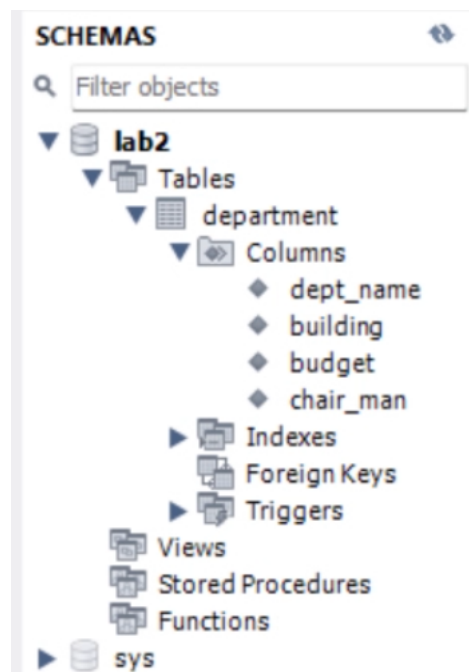 SCHEMAS
Filter objects
lab2
Tables
department
Columns
dept_name
building
budget
chair_man
Indexes
Foreign Keys
Triggers
Views
Stored Procedures
Functions
sys